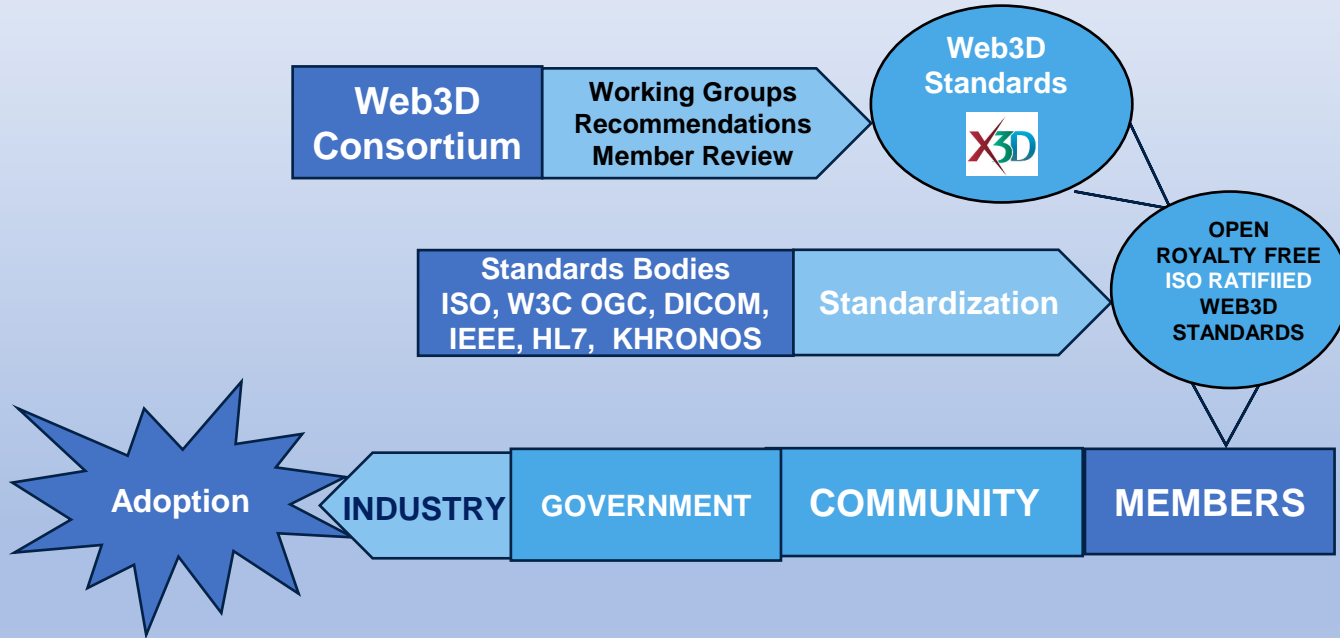 Web3D
Consortium
Working Groups
Recommendations
Member Review
Web3D
Standards
X3D
Standards Bodies
ISO, W3C OGC, DICOM,
IEEE, HL7, KHRONOS
Standardization
OPEN
ROYALTY FREE
ISO RATIFIIED
WEB3D
STANDARDS
Adoption
INDUSTRY
GOVERNMENT
COMMUNITY
MEMBERS